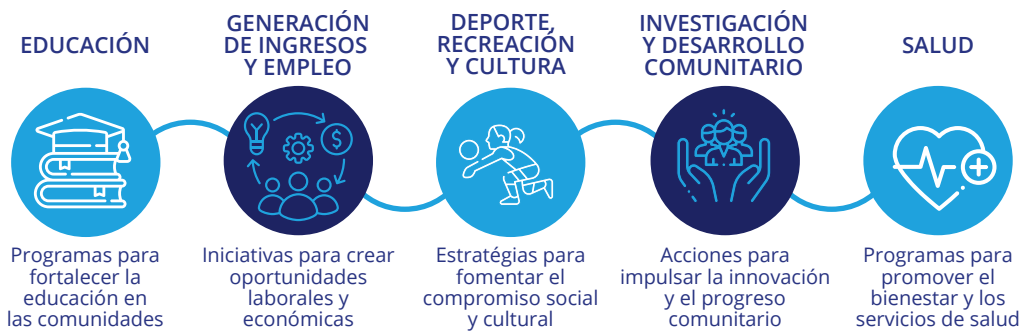 EDUCACIÓN
Programas para
fortalecer la
educación en
las comunidades
GENERACIÓN
DE INGRESOS
Y EMPLEO
$
Iniciativas para crear
oportunidades
laborales y
económicas
DEPORTE,
RECREACIÓN
Y CULTURA
Estratégias para
fomentar el
compromiso social
y cultural
INVESTIGACIÓN
Y DESARROLLO
COMUNITARIO
Acciones para
impulsar la innovación
y el progreso
comunitario
SALUD
Programas para
promover el
bienestar y los
servicios de salud